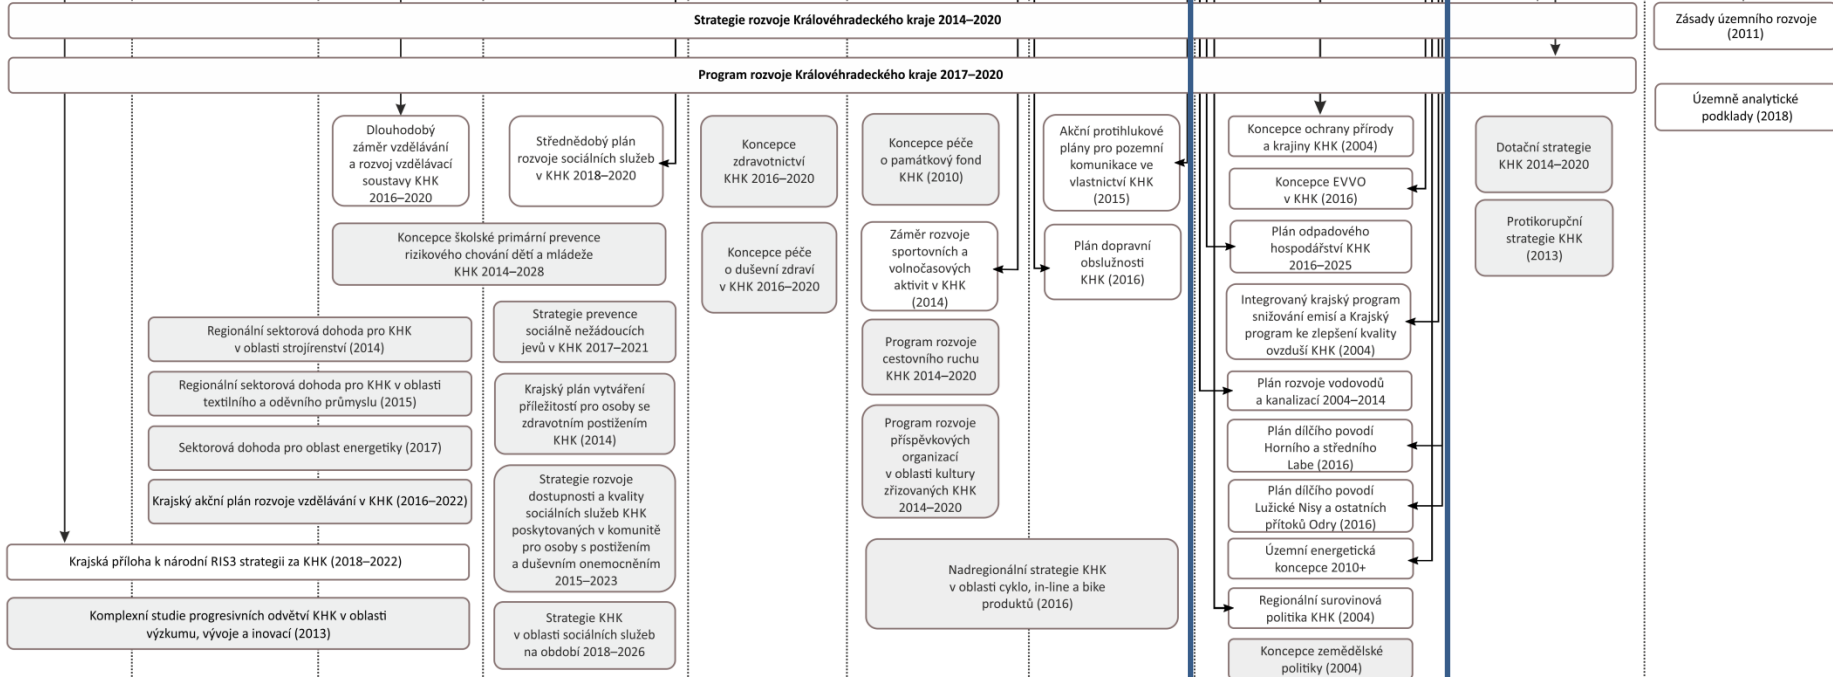 Strategie rozvoje Královéhradeckého kraje 2014–2020
Zásady územního rozvoje
(2011)
Program rozvoje Královéhradeckého kraje 2017–2020
Územně analytické
podklady (2018)
Dlouhodobý
záměr vzdělávání
a rozvoj vzdělávací
soustavy KHK
2016–2020
Střednědobý plán
rozvoje sociálních služeb
v KHK 2018–2020
Koncepce
zdravotnictví
KHK 2016–2020
Koncepce péče
o památkový fond
KHK (2010)
Akční protihlukové
plány pro pozemní
komunikace ve
vlastnictví KHK
(2015)
Koncepce ochrany přírody
a krajiny KHK (2004)
Dotační strategie
KHK 2014–2020
Koncepce EVVO
v KHK (2016)
Koncepce školské primární prevence
rizikového chování dětí a mládeže
KHK 2014–2028
Koncepce péče
o duševní zdraví
v KHK 2016–2020
Záměr rozvoje
sportovních a
volnočasových
aktivit v KHK
(2014)
Plán dopravní
obslužnosti
KHK (2016)
Plán odpadového
hospodářství KHK
2016–2025
Protikorupční
strategie KHK
(2013)
Regionální sektorová dohoda pro KHK
v oblasti strojírenství (2014)
Strategie prevence
sociálně nežádoucích
jevů v KHK 2017–2021
Program rozvoje
cestovního ruchu
KHK 2014–2020
Integrovaný krajský program
snižování emisí a Krajský
program ke zlepšení kvality
ovzduší KHK (2004)
Regionální sektorová dohoda pro KHK v oblasti
textilního a oděvního průmyslu (2015)
Krajský plán vytváření
příležitostí pro osoby se
zdravotním postižením
KHK (2014)
Plán rozvoje vodovodů
a kanalizací 2004–2014
Sektorová dohoda pro oblast energetiky (2017)
Program rozvoje
příspěvkových
organizací
v oblasti kultury
zřizovaných KHK
2014–2020
Plán dílčího povodí
Horního a středního
Labe (2016)
Krajský akční plán rozvoje vzdělávání v KHK (2016–2022)
Strategie rozvoje
dostupnosti a kvality
sociálních služeb KHK
poskytovaných v komunitě
pro osoby s postižením
a duševním onemocněním
2015–2023
Plán dílčího povodí
Lužické Nisy a ostatních
přítoků Odry (2016)
Krajská příloha k národní RIS3 strategii za KHK (2018–2022)
Nadregionální strategie KHK
v oblasti cyklo, in-line a bike
produktů (2016)
Územní energetická
koncepce 2010+
Komplexní studie progresivních odvětví KHK v oblasti
výzkumu, vývoje a inovací (2013)
Strategie KHK
v oblasti sociálních služeb
na období 2018–2026
Regionální surovinová
politika KHK (2004)
Koncepce zemědělské
politiky (2004)